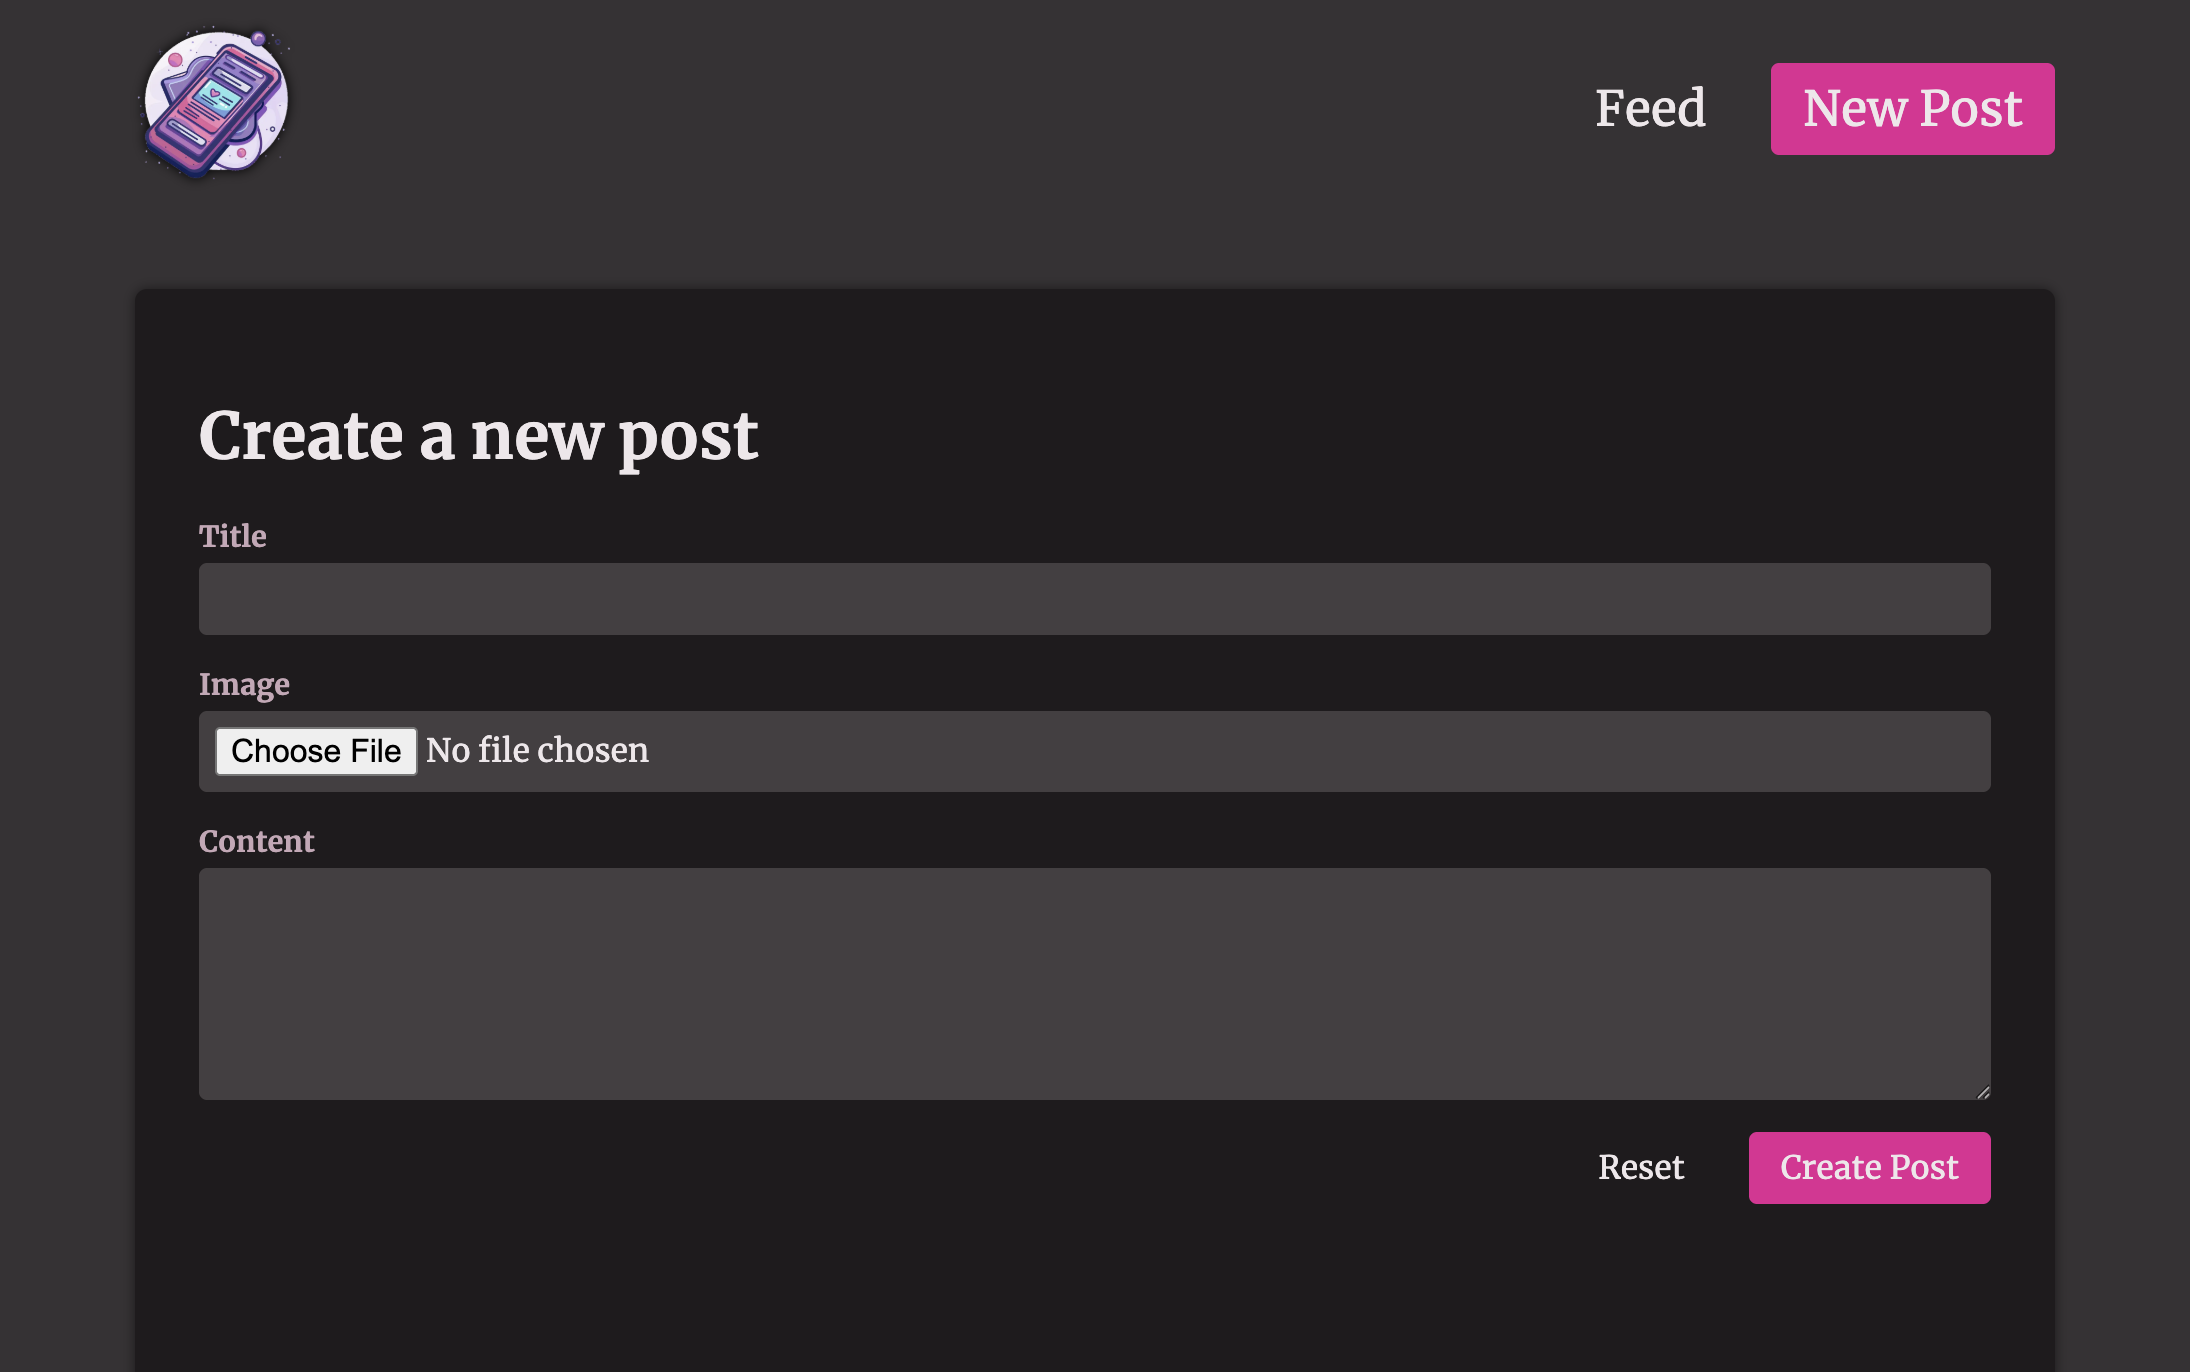 Feed
New Post
Create a new post
Title
Image
Choose File No file chosen
Content
Reset
Create Post